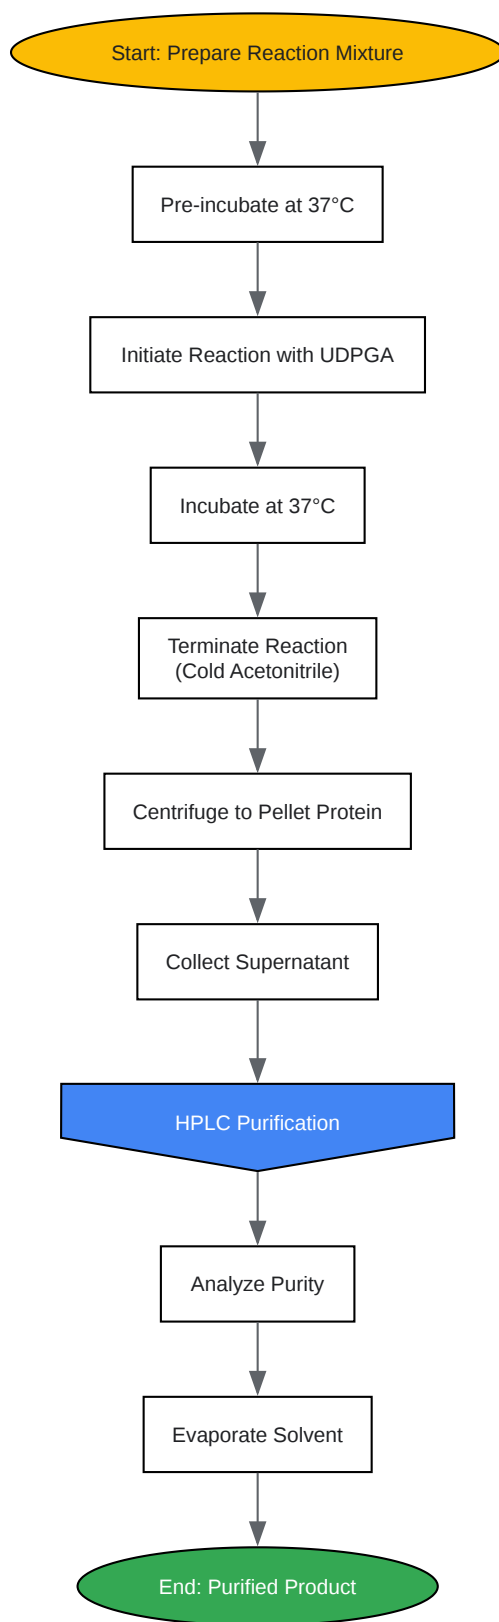 Start: Prepare Reaction Mixture
Pre-incubate at 37°C
Initiate Reaction with UDPGA
Incubate at 37°C
Terminate Reaction
(Cold Acetonitrile)
Centrifuge to Pellet Protein
Collect Supernatant
HPLC Purification
Analyze Purity
Evaporate Solvent
End: Purified Product